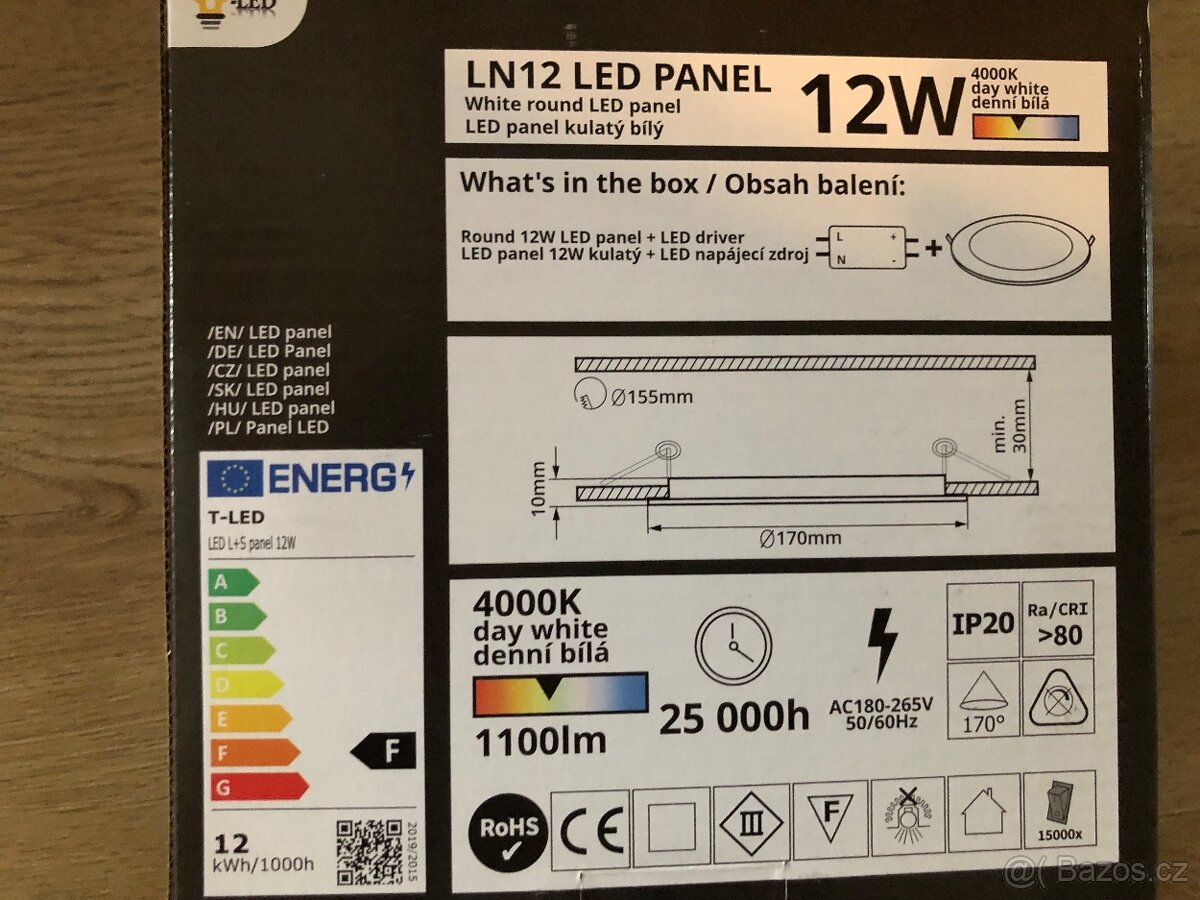 -LED
LN12 LED PANEL
White round LED panel
LED panel kulatý bílý
12W
4000K
day white
denní bílá
What's in the box / Obsah balení:
Round 12W LED panel + LED driver
LED panel 12W kulatý + LED napájecí zdroj
L +
N -
+
/EN/ LED panel
/DE/ LED Panel
/CZ/ LED panel
/SK/ LED panel
/HU/ LED panel
/PL/ Panel LED
Ø155mm
min.
30mm
10mm
Ø170mm
ENERG
T-LED
LED L+S panel 12W
A
B
C
D
E
F
G
F
12
kWh/1000h
2019/2015
4000K
day white
denní bílá
1100lm
25 000h
AC180-265V
50/60Hz
IP20
Ra/CRI
>80
170°
RoHS
CE
III
F
15000x
@( Bazos.cz